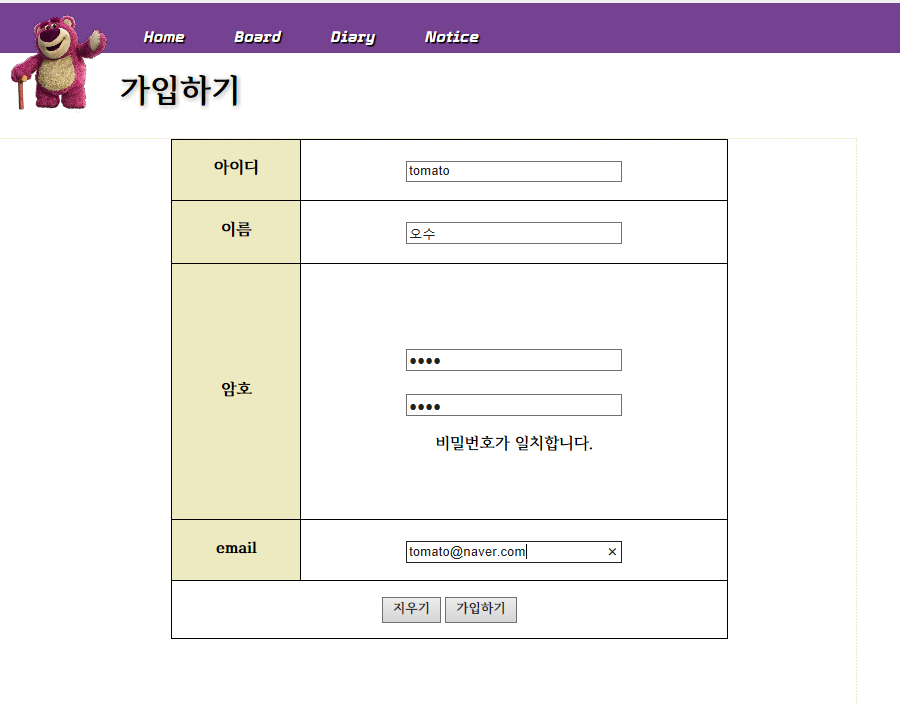 Home Board Diary Notice
가입하기
아이디 tomato
이름 오수
암호 ••••
••••
비밀번호가 일치합니다.
email tomato@naver.com ×
지우기 가입하기